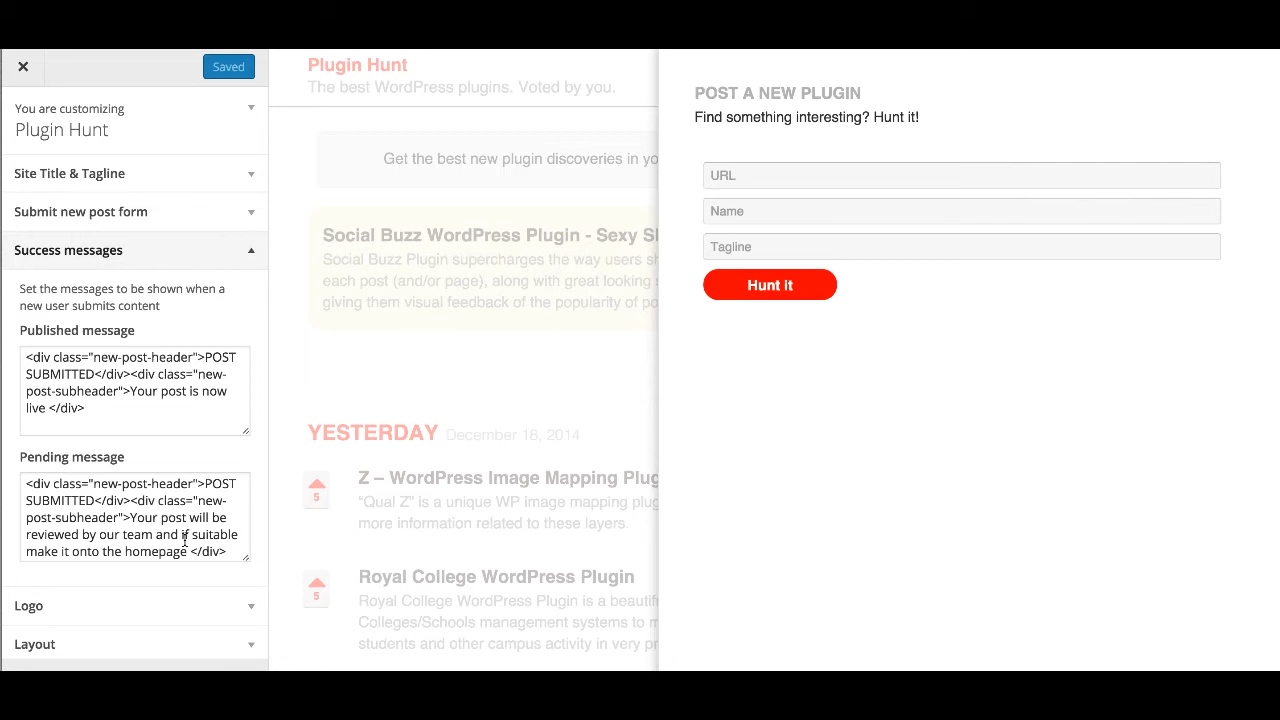 Saved
You are customizing
Plugin Hunt
Site Title & Tagline
Submit new post form
Success messages
Set the messages to be shown when a
new user submits content
Published message
<div class="new-post-header">POST
SUBMITTED</div><div class="new-
post-subheader">Your post is now
live </div>
Pending message
<div class="new-post-header">POST
SUBMITTED</div><div class="new-
post-subheader">Your post will be
reviewed by our team and if suitable
make it onto the homepage </div>
Logo
Layout
Plugin Hunt
The best WordPress plugins. Voted by you.
Get the best new plugin discoveries in yo
Social Buzz WordPress Plugin - Sexy S
Social Buzz Plugin supercharges the way users s
each post (and/or page), along with great looking
giving them visual feedback of the popularity of po
YESTERDAY December 18, 2014
5
Z – WordPress Image Mapping Plug
"Qual Z" is a unique WP image mapping plu
more information related to these layers.
5
Royal College WordPress Plugin
Royal College WordPress Plugin is a beautif
Colleges/Schools management systems to m
students and other campus activity in very pr
POST A NEW PLUGIN
Find something interesting? Hunt it!
URL
Name
Tagline
Hunt it